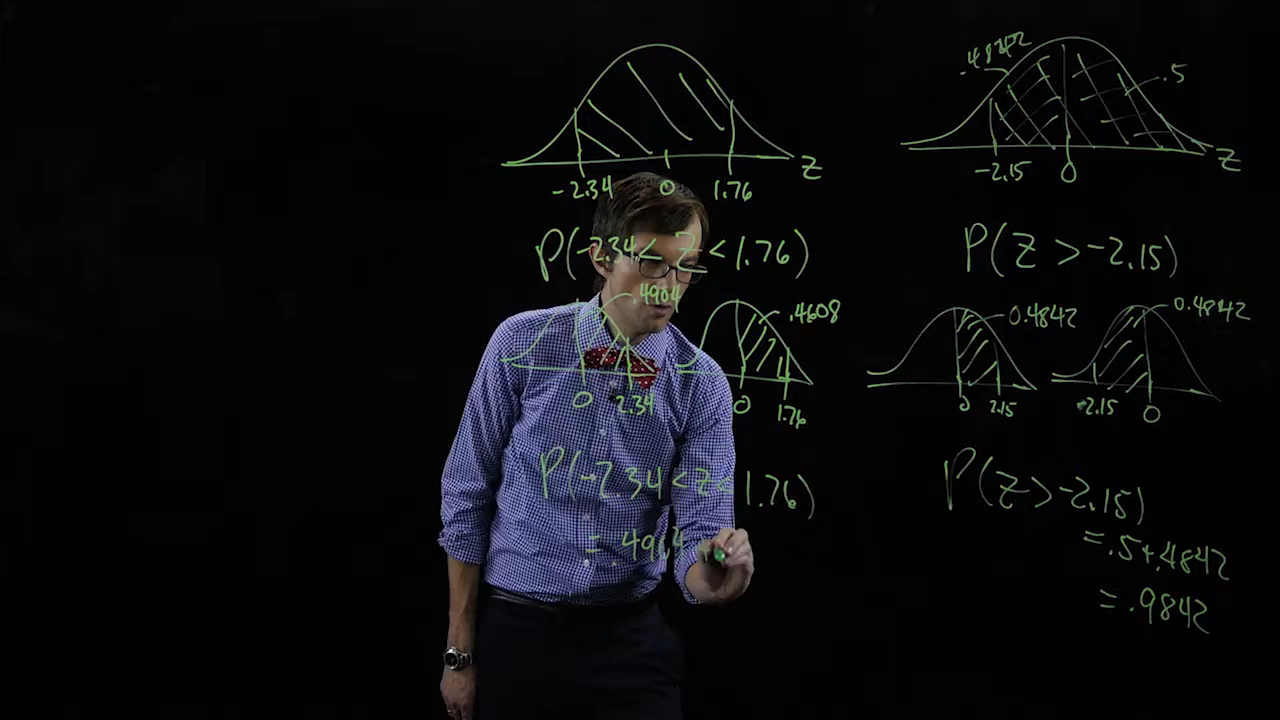 Z
-2.34 0 1.76
P(-2.34 < Z < 1.76)
.4904 .4608
0 2.34 0 1.76
P(-2.34 < Z < 1.76)
= .4904
.4842 .5
Z
-2.15 0
P(Z > -2.15)
0.4842 0.4842
0 2.15 -2.15 0
P(Z > -2.15)
= .5 + .4842
= .9842